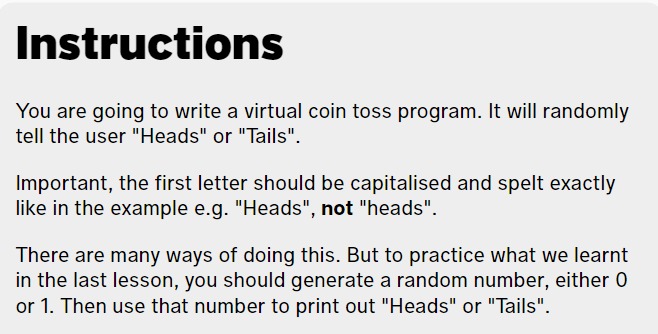 Instructions
You are going to write a virtual coin toss program. It will randomly
tell the user "Heads" or "Tails".
Important, the first letter should be capitalised and spelt exactly
like in the example e.g. "Heads", not "heads".
There are many ways of doing this. But to practice what we learnt
in the last lesson, you should generate a random number, either 0
or 1. Then use that number to print out "Heads" or "Tails".